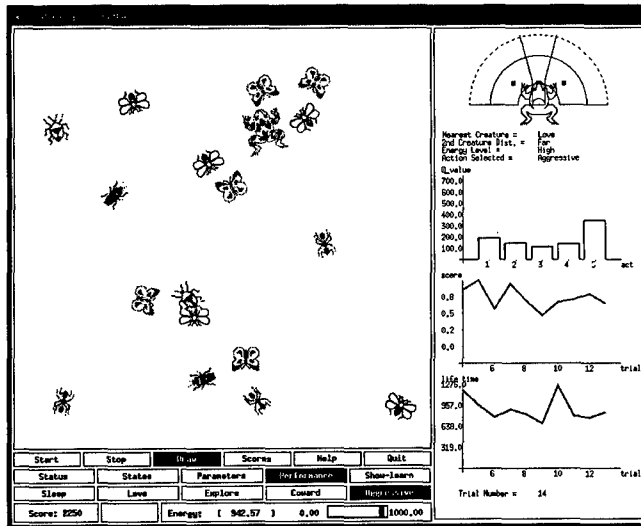 Nearest Creature = Love
2nd Creature Dist. = Far
Energy Level = High
Action Selected = Aggressive
Q_value
700.0
600.0
500.0
400.0
300.0
200.0
100.0
1 2 3 4 5 act
score
0.8
0.5
0.2
0.0
6 8 10 12 trial
life time
1276.0
957.0
638.0
319.0
6 8 10 12 trial
Trial Number = 14
Start Stop Draw Scores Help Quit
Status States Parameters Performance Show-learn
Sleep Love Explore Coward Aggressive
Score: 2250 Energy: [ 942.57 ] 0.00 1000.00